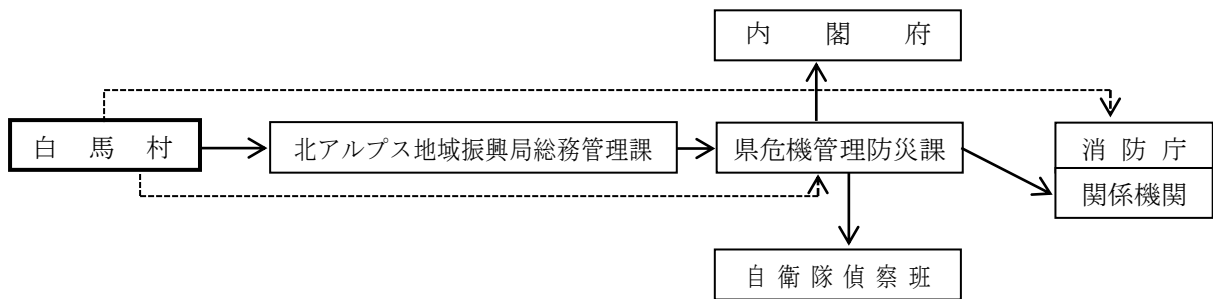 内閣府
白馬村
北アルプス地域振興局総務管理課
県危機管理防災課
消防庁
関係機関
自衛隊偵察班